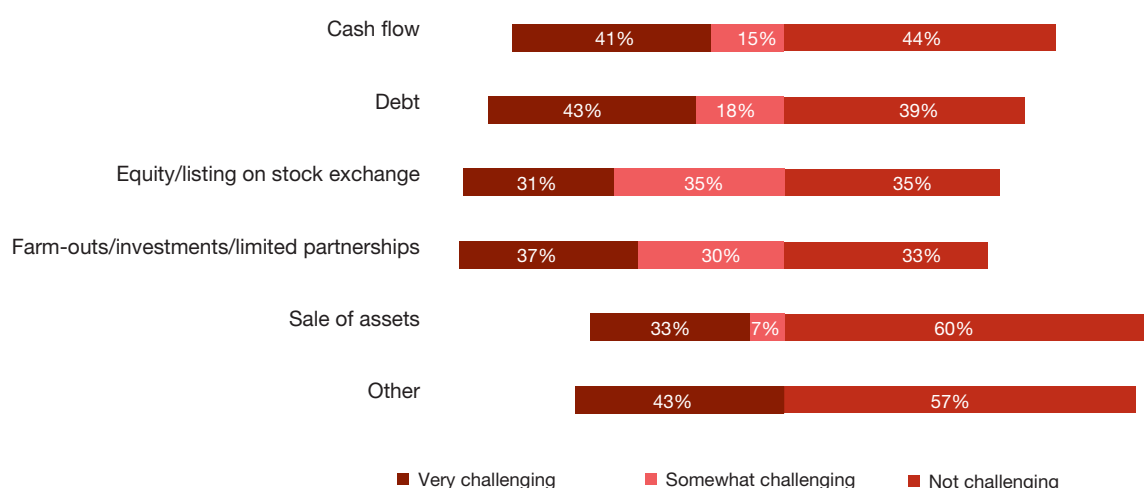 Cash flow 41% 15% 44%
Debt 43% 18% 39%
Equity/listing on stock exchange 31% 35% 35%
Farm-outs/investments/limited partnerships 37% 30% 33%
Sale of assets 33% 7% 60%
Other 43% 57%
Very challenging Somewhat challenging Not challenging